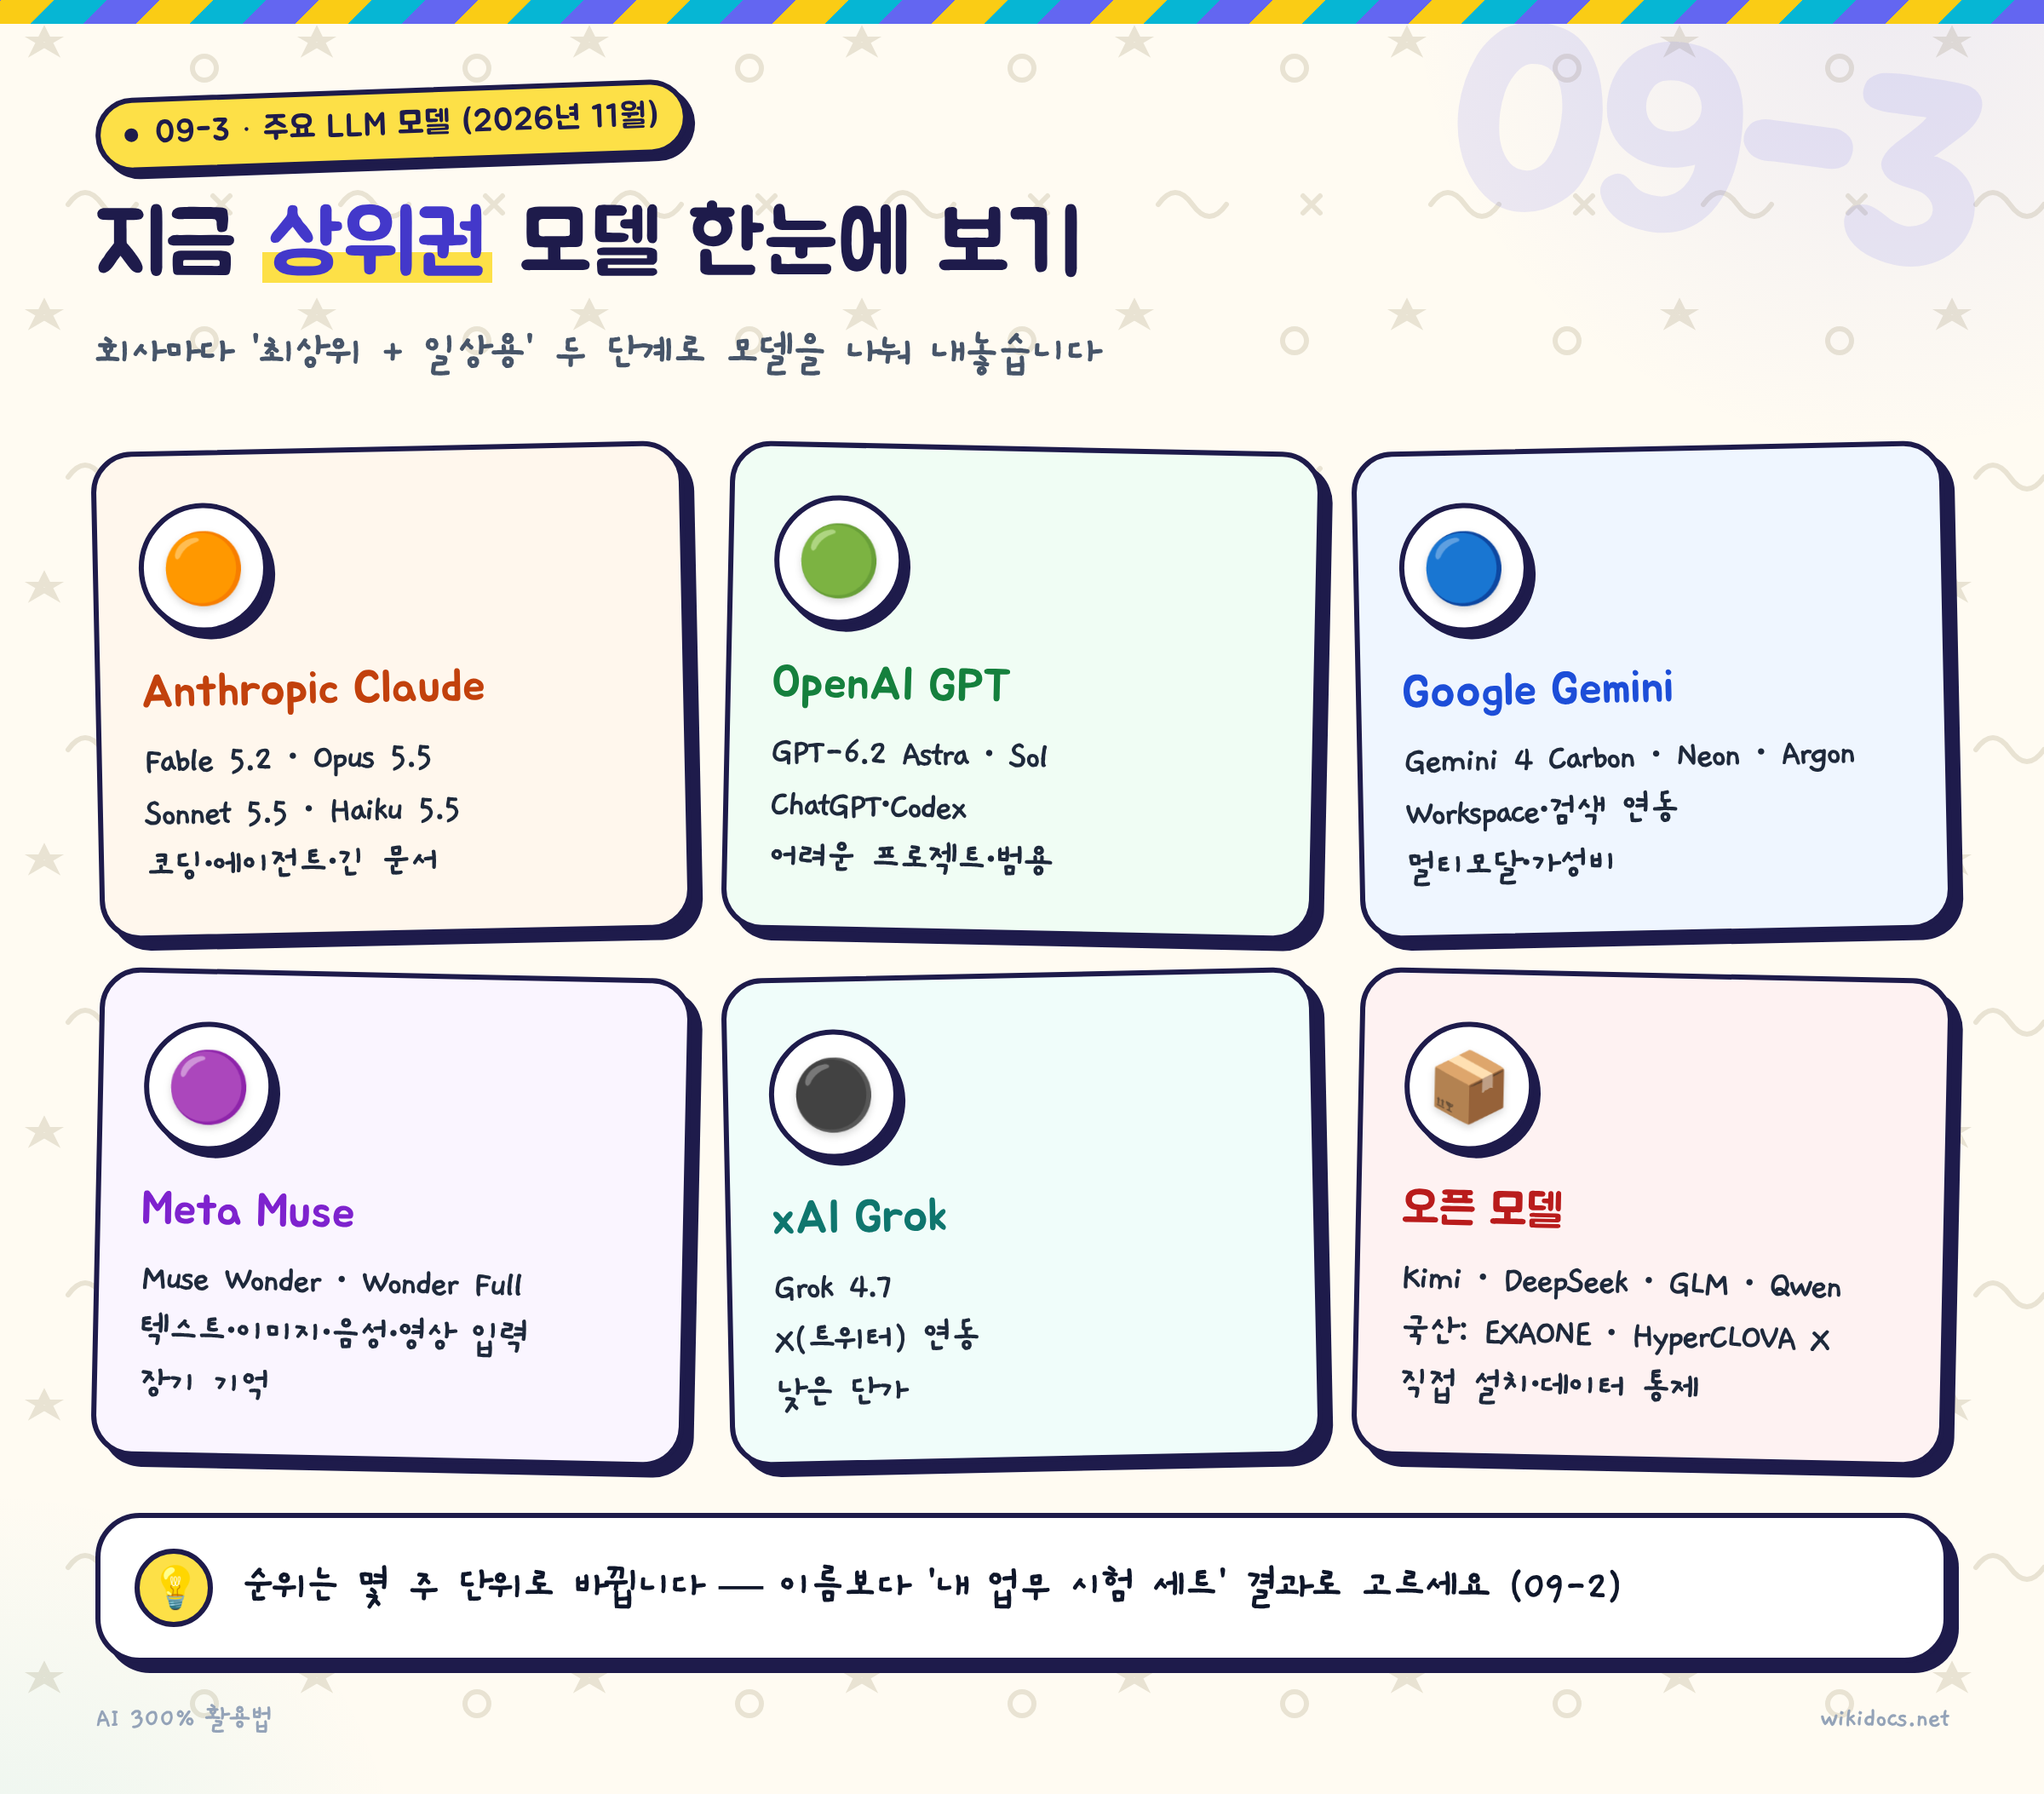 09-3
09-3 · 주요 LLM 모델 (2026년 11월)
지금 상위권 모델 한눈에 보기
회사마다 '최상위 + 일상용' 두 단계로 모델을 나눠 내놓습니다
Anthropic Claude
Fable 5.2 · Opus 5.5
Sonnet 5.5 · Haiku 5.5
코딩·에이전트·긴 문서
OpenAI GPT
GPT-6.2 Astra · Sol
ChatGPT·Codex
어려운 프로젝트·범용
Google Gemini
Gemini 4 Carbon · Neon · Argon
Workspace·검색 연동
멀티모달·가성비
Meta Muse
Muse Wonder · Wonder Full
텍스트·이미지·음성·영상 입력
장기 기억
xAI Grok
Grok 4.7
X(트위터) 연동
낮은 단가
오픈 모델
Kimi · DeepSeek · GLM · Qwen
국산: EXAONE · HyperCLOVA X
직접 설치·데이터 통제
순위는 몇 주 단위로 바뀝니다 — 이름보다 '내 업무 시험 세트' 결과로 고르세요 (09-2)
AI 300% 활용법
wikidocs.net